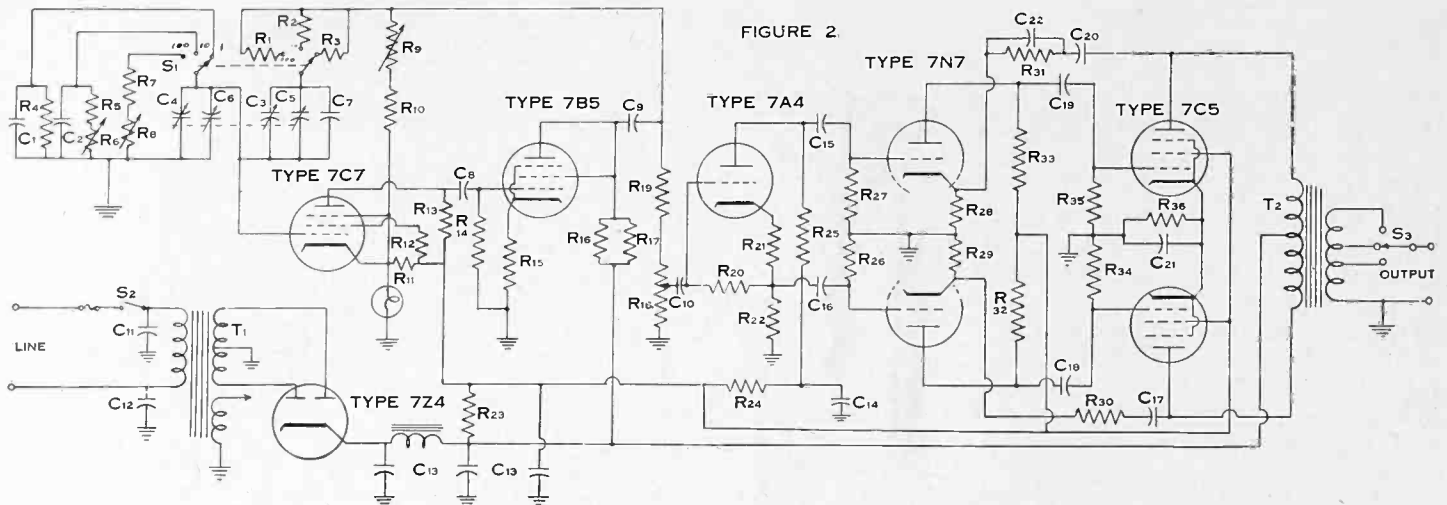 FIGURE 2.
TYPE 7N7
TYPE 7C5
TYPE 7A4
TYPE 7B5
TYPE 7C7
TYPE 7Z4
100 10 1
S1
R1
R2
R3
R4
C1
C2
R5
R6
R7
R8
C4
C6
C3
C5
C7
R9
R10
R11
R12
R13
C8
R14
R15
R16
R17
C9
R19
R18
C10
R20
R21
R22
C15
C16
R25
R27
R26
R28
R29
C22
R31
C20
C19
R33
R32
R35
R36
C21
R34
C18
R30
C17
T2
S3
OUTPUT
S2
C11
LINE
C12
T1
C13
C13
R23
R24
C14